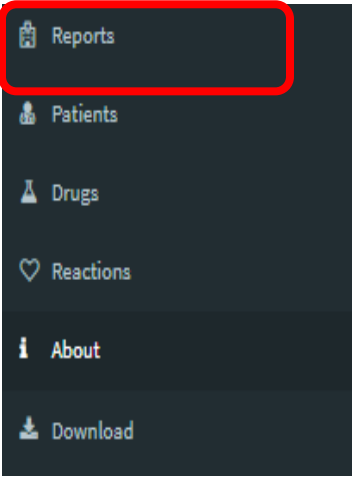 Reports
Patients
Drugs
Reactions
About
Download